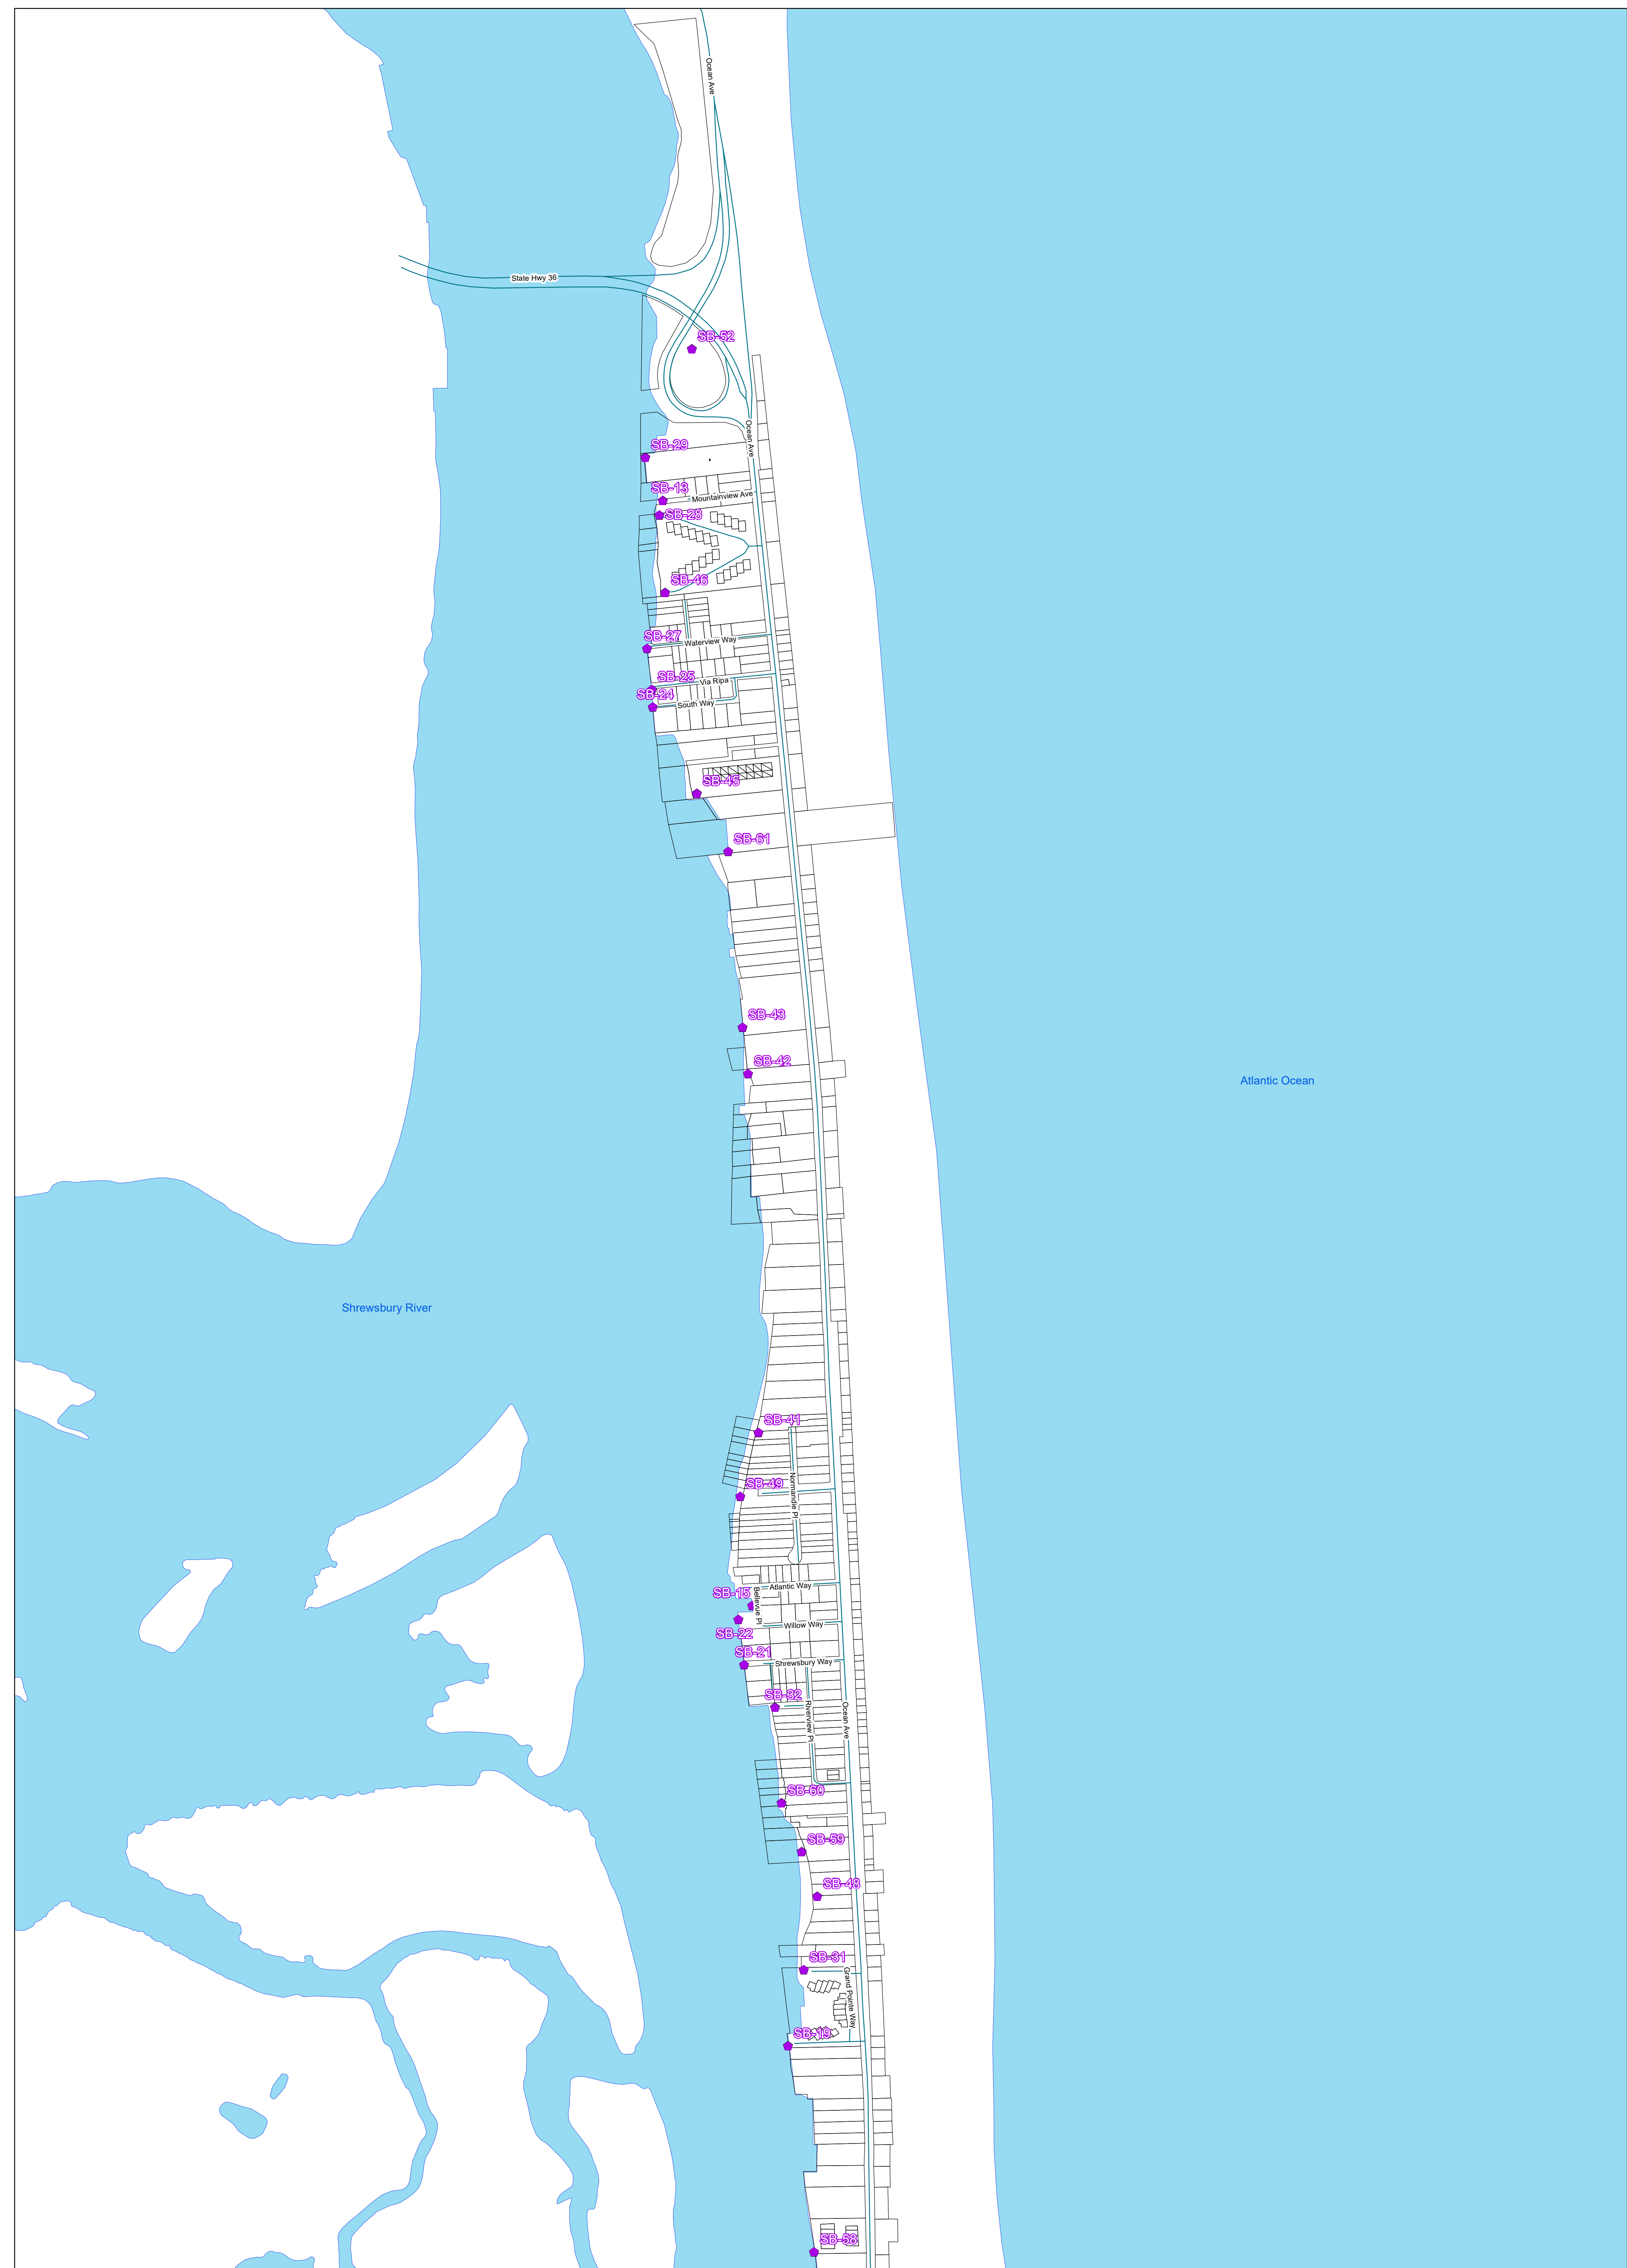 Ocean Ave
State Hwy 36
SB-52
Ocean Ave
SB-29
SB-13
Mountainview Ave
SB-28
SB-46
SB-27
Waterview Way
SB-25
Via Ripa
SB-24
South Way
SB-45
SB-61
SB-43
SB-42
Atlantic Ocean
Shrewsbury River
SB-41
SB-49
Normandie Pl
Atlantic Way
SB-15
Bellevue Pl
Willow Way
SB-22
SB-21
Shrewsbury Way
SB-32
Riverview Pl
Ocean Ave
SB-60
SB-59
SB-48
SB-31
Grand Pointe Way
SB-19
SB-58